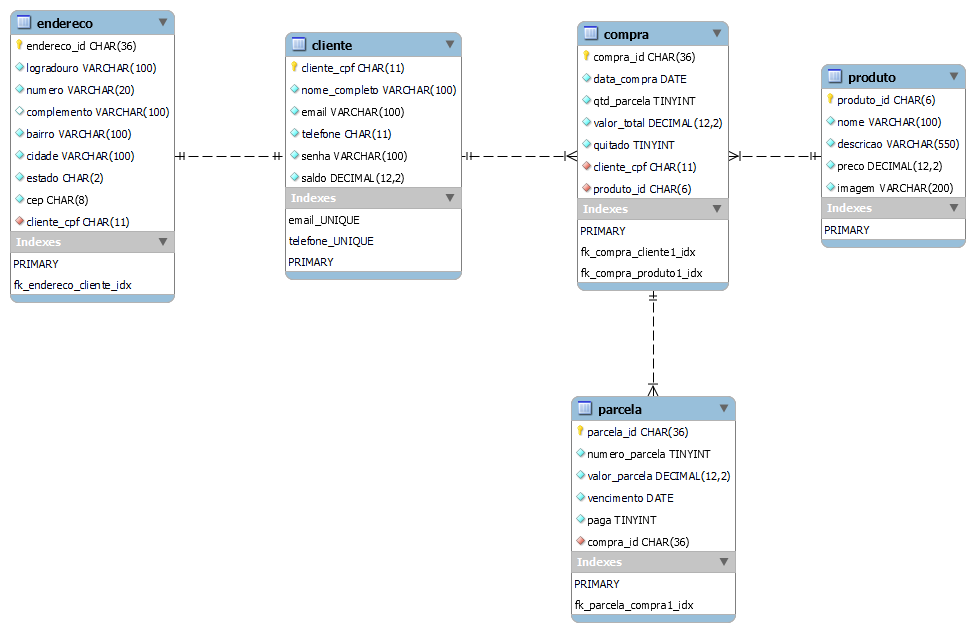 endereco
endereco_id CHAR(36)
logradouro VARCHAR(100)
numero VARCHAR(20)
complemento VARCHAR(100)
bairro VARCHAR(100)
cidade VARCHAR(100)
estado CHAR(2)
cep CHAR(8)
cliente_cpf CHAR(11)
Indexes
PRIMARY
fk_endereco_cliente_idx
cliente
cliente_cpf CHAR(11)
nome_completo VARCHAR(100)
email VARCHAR(100)
telefone CHAR(11)
senha VARCHAR(100)
saldo DECIMAL(12,2)
Indexes
email_UNIQUE
telefone_UNIQUE
PRIMARY
compra
compra_id CHAR(36)
data_compra DATE
qtd_parcela TINYINT
valor_total DECIMAL(12,2)
quitado TINYINT
cliente_cpf CHAR(11)
produto_id CHAR(6)
Indexes
PRIMARY
fk_compra_cliente1_idx
fk_compra_produto1_idx
produto
produto_id CHAR(6)
nome VARCHAR(100)
descricao VARCHAR(550)
preco DECIMAL(12,2)
imagem VARCHAR(200)
Indexes
PRIMARY
parcela
parcela_id CHAR(36)
numero_parcela TINYINT
valor_parcela DECIMAL(12,2)
vencimento DATE
paga TINYINT
compra_id CHAR(36)
Indexes
PRIMARY
fk_parcela_compra1_idx